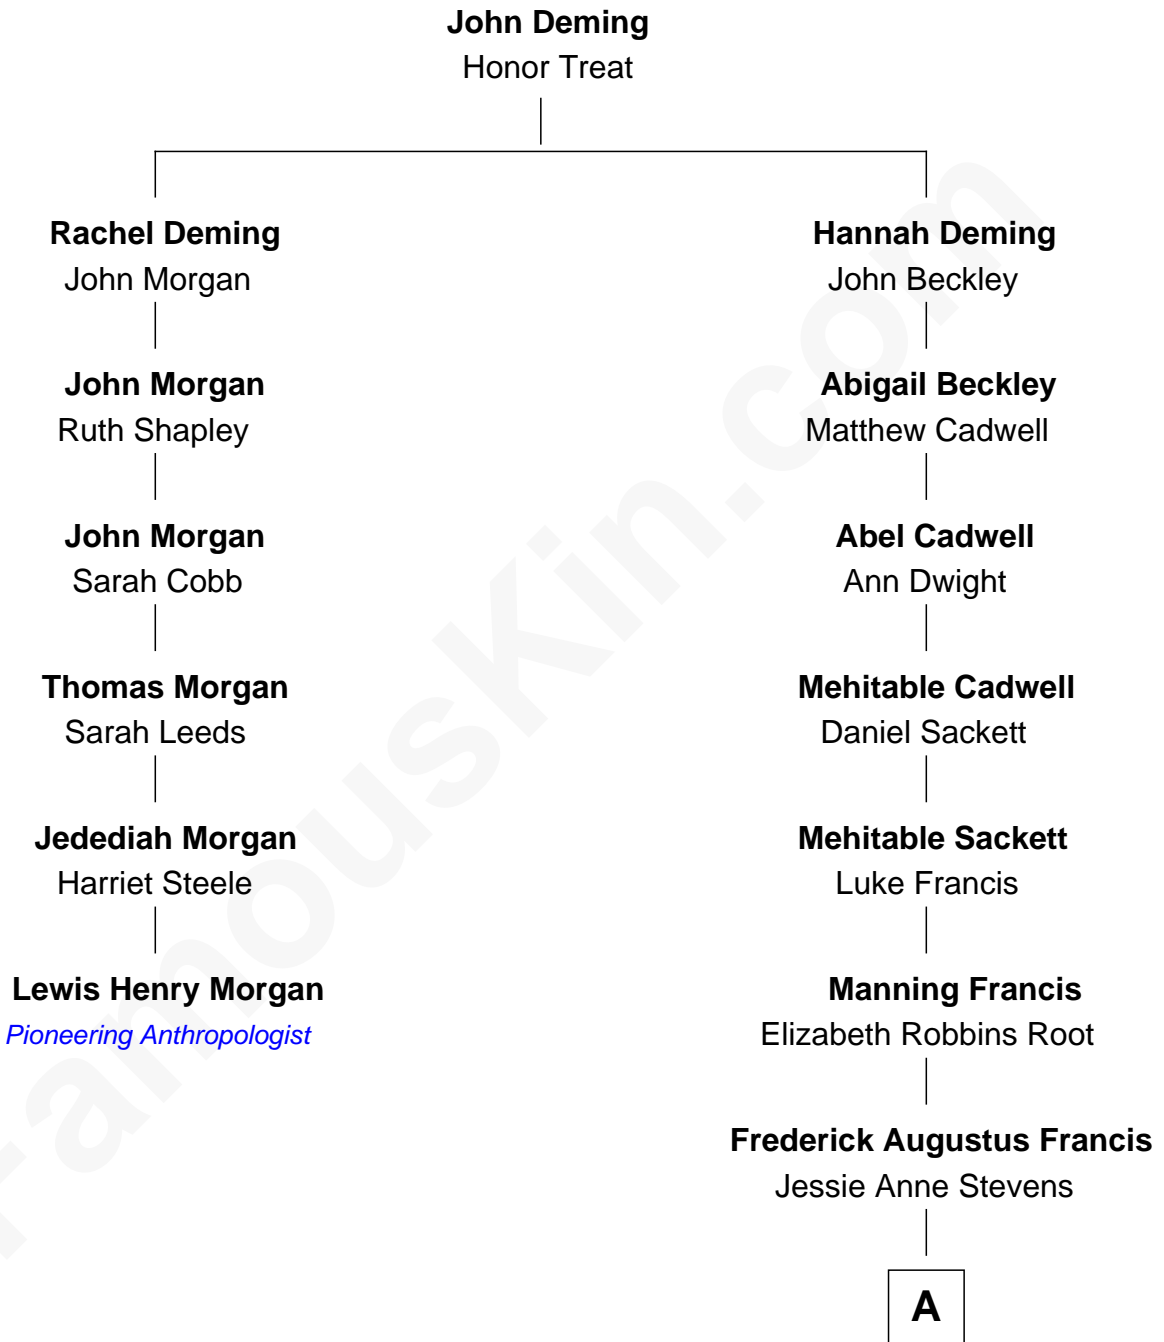 John Deming
Honor Treat
Rachel Deming
John Morgan
Hannah Deming
John Beckley
John Morgan
Ruth Shapley
Abigail Beckley
Matthew Cadwell
John Morgan
Sarah Cobb
Abel Cadwell
Ann Dwight
Thomas Morgan
Sarah Leeds
Mehitable Cadwell
Daniel Sackett
Jedediah Morgan
Harriet Steele
Mehitable Sackett
Luke Francis
Lewis Henry Morgan
Pioneering Anthropologist
Manning Francis
Elizabeth Robbins Root
Frederick Augustus Francis
Jessie Anne Stevens
A
FamousKin.com